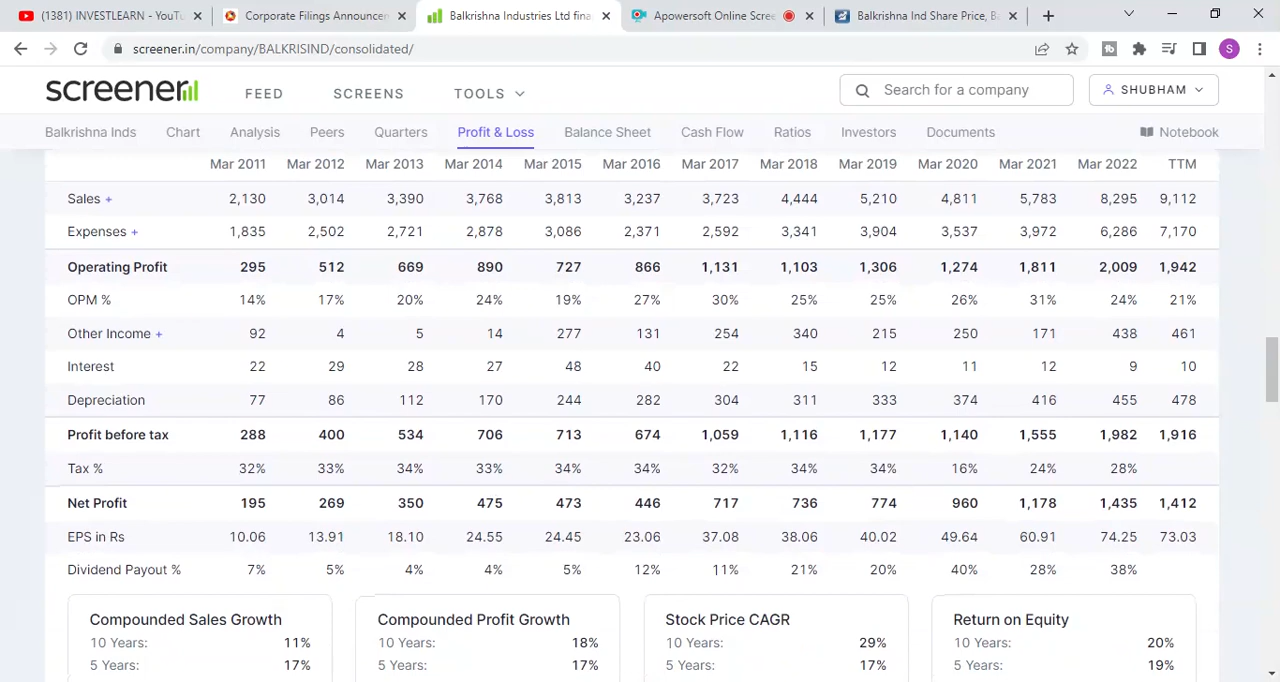 (1381) INVESTLEARN - YouTu
Corporate Filings Announcen
Balkrishna Industries Ltd finai
Apowersoft Online Scree
Balkrishna Ind Share Price, B
screener.in/company/BALKRISIND/consolidated/
S
screener
FEED
SCREENS
TOOLS
Search for a company
SHUBHAM
Balkrishna Inds Chart Analysis Peers Quarters Profit & Loss Balance Sheet Cash Flow Ratios Investors Documents Notebook
Mar 2011 Mar 2012 Mar 2013 Mar 2014 Mar 2015 Mar 2016 Mar 2017 Mar 2018 Mar 2019 Mar 2020 Mar 2021 Mar 2022 TTM
Sales + 2,130 3,014 3,390 3,768 3,813 3,237 3,723 4,444 5,210 4,811 5,783 8,295 9,112
Expenses + 1,835 2,502 2,721 2,878 3,086 2,371 2,592 3,341 3,904 3,537 3,972 6,286 7,170
Operating Profit 295 512 669 890 727 866 1,131 1,103 1,306 1,274 1,811 2,009 1,942
OPM % 14% 17% 20% 24% 19% 27% 30% 25% 25% 26% 31% 24% 21%
Other Income + 92 4 5 14 277 131 254 340 215 250 171 438 461
Interest 22 29 28 27 48 40 22 15 12 11 12 9 10
Depreciation 77 86 112 170 244 282 304 311 333 374 416 455 478
Profit before tax 288 400 534 706 713 674 1,059 1,116 1,177 1,140 1,555 1,982 1,916
Tax % 32% 33% 34% 33% 34% 34% 32% 34% 34% 16% 24% 28%
Net Profit 195 269 350 475 473 446 717 736 774 960 1,178 1,435 1,412
EPS in Rs 10.06 13.91 18.10 24.55 24.45 23.06 37.08 38.06 40.02 49.64 60.91 74.25 73.03
Dividend Payout % 7% 5% 4% 4% 5% 12% 11% 21% 20% 40% 28% 38%
Compounded Sales Growth
10 Years: 11%
5 Years: 17%
Compounded Profit Growth
10 Years: 18%
5 Years: 17%
Stock Price CAGR
10 Years: 29%
5 Years: 17%
Return on Equity
10 Years: 20%
5 Years: 19%